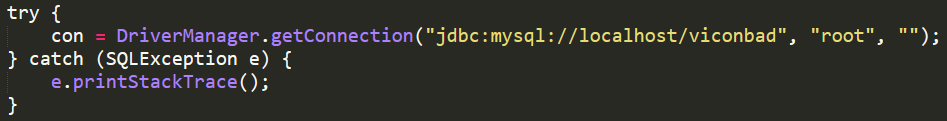 try {
    con = DriverManager.getConnection("jdbc:mysql://localhost/viconbad", "root", "");
} catch (SQLException e) {
    e.printStackTrace();
}